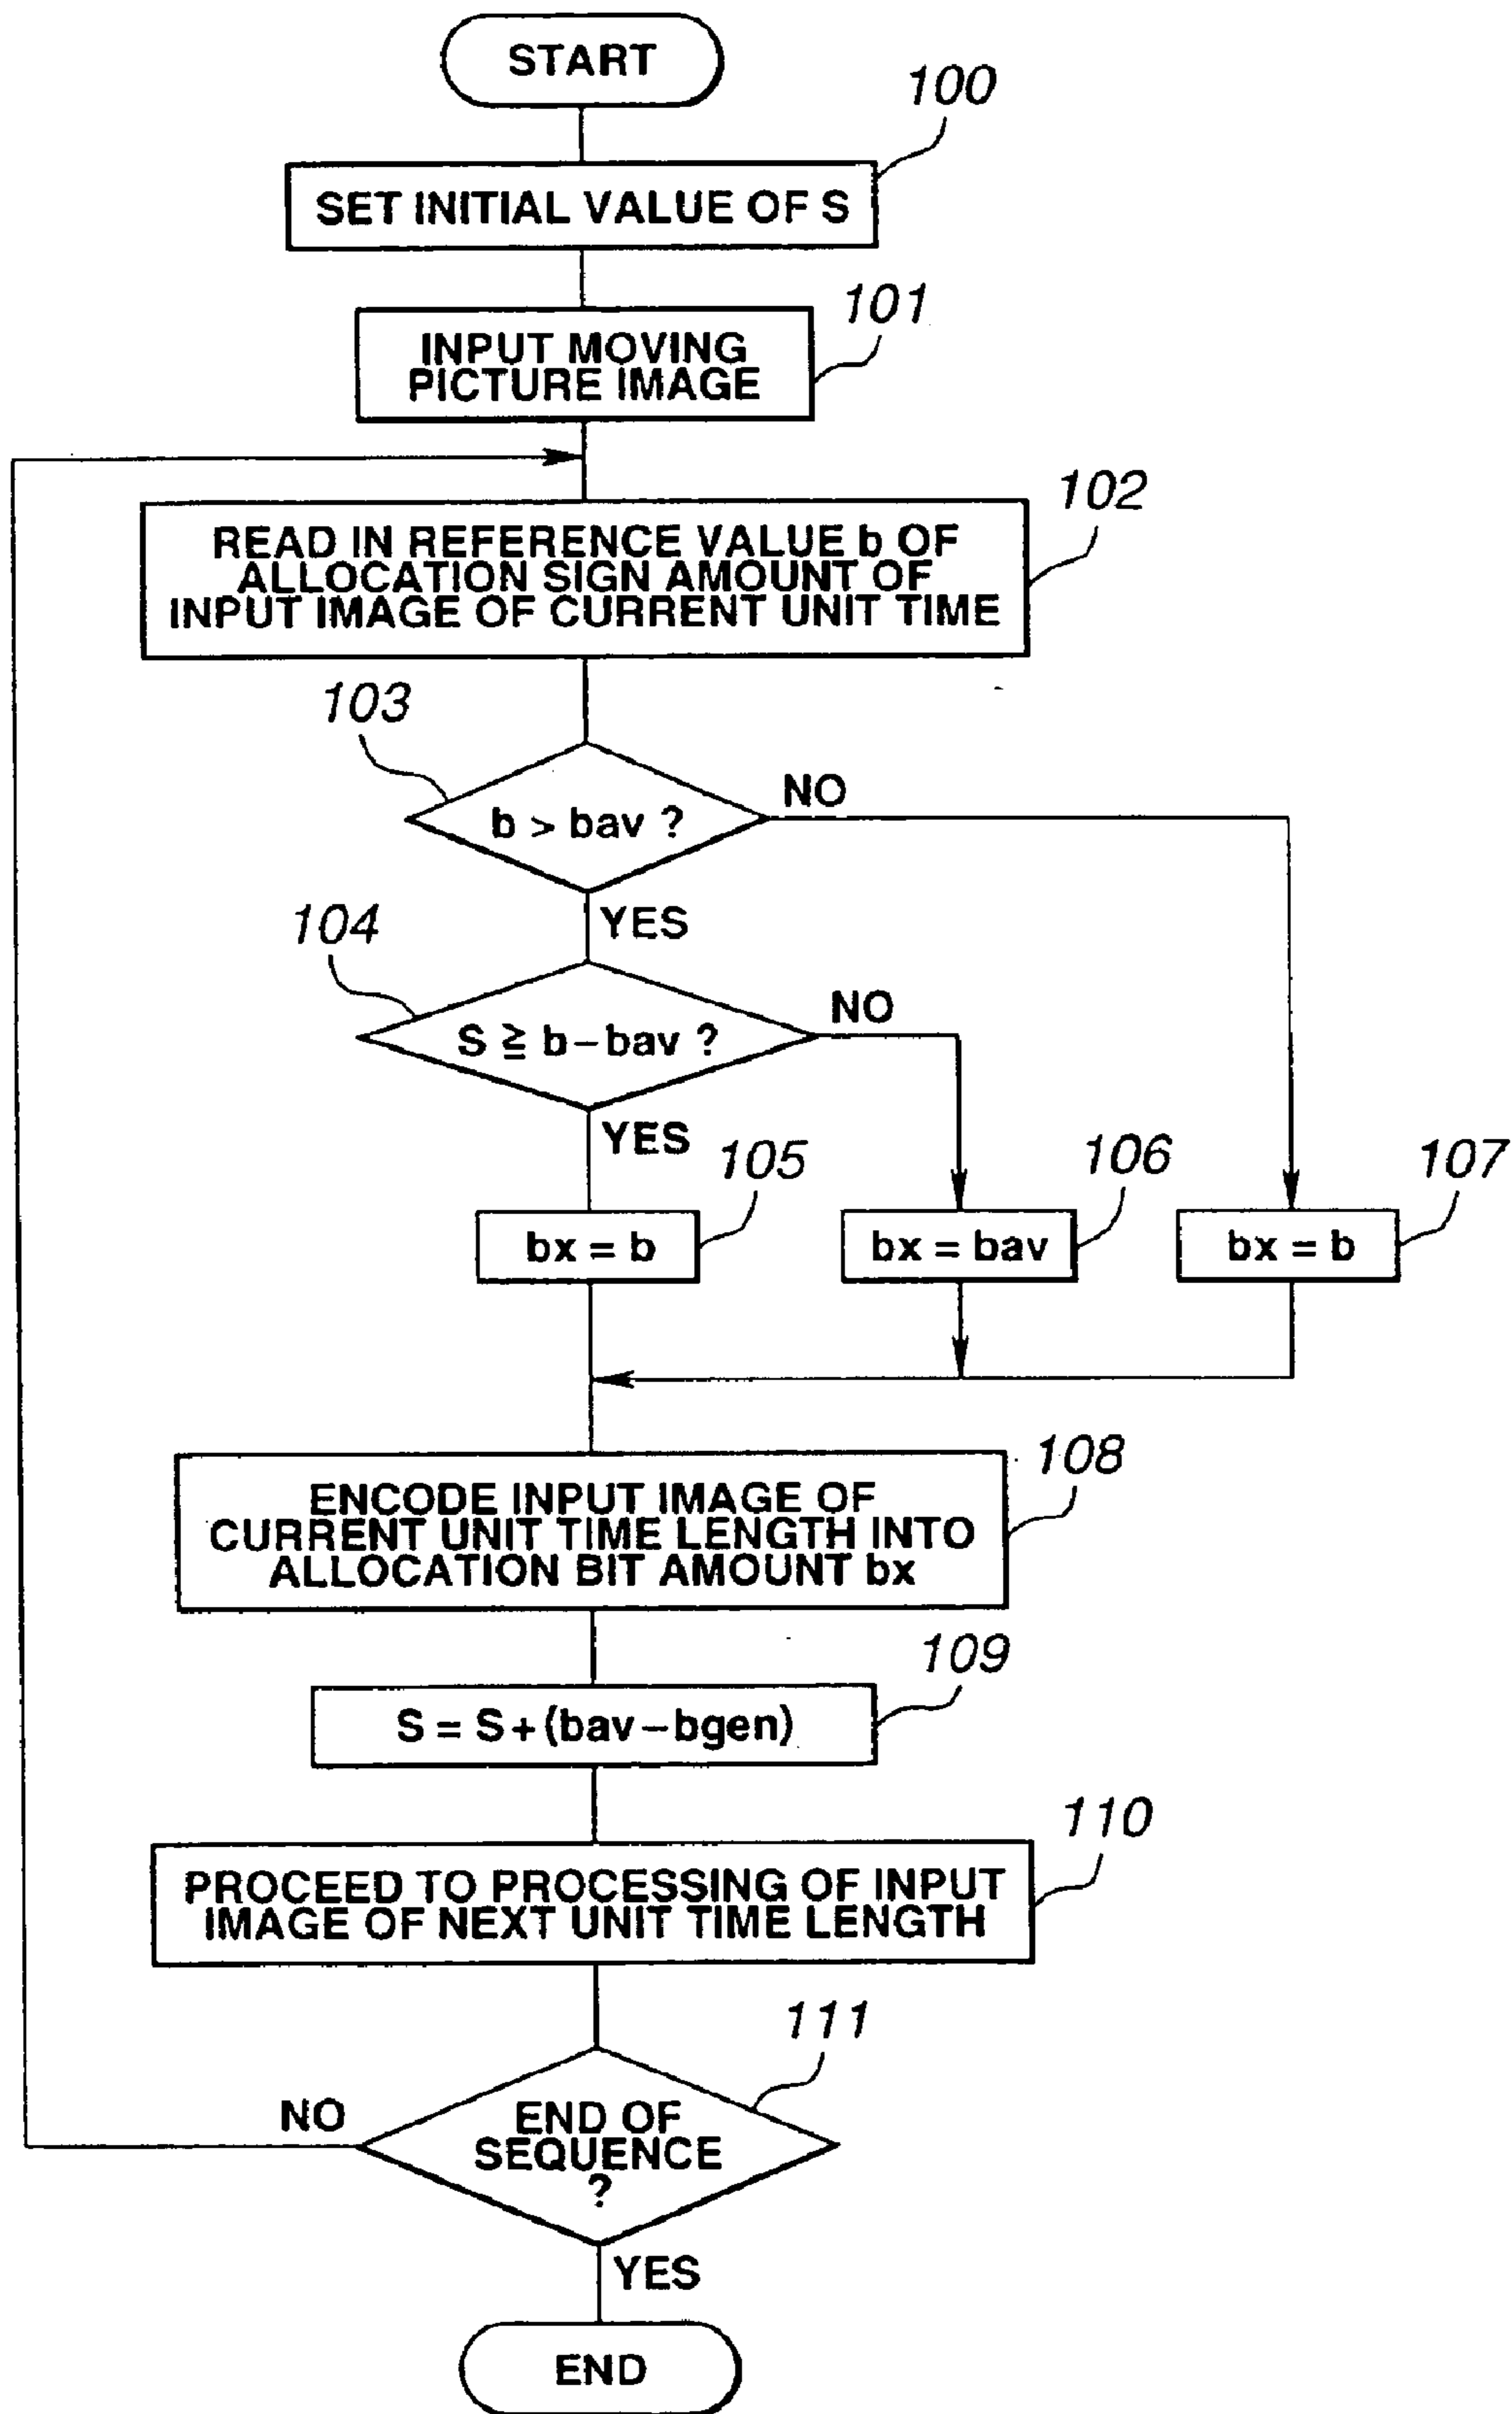 START
100
SET INITIAL VALUE OF S
101
INPUT MOVING
PICTURE IMAGE
102
READ IN REFERENCE VALUE b OF
ALLOCATION SIGN AMOUNT OF
INPUT IMAGE OF CURRENT UNIT TIME
103
b > bav ?
NO
YES
104
S ≧ b-bav ?
NO
YES
105
bx = b
106
bx = bav
107
bx = b
108
ENCODE INPUT IMAGE OF
CURRENT UNIT TIME LENGTH INTO
ALLOCATION BIT AMOUNT bx
109
S = S+(bav-bgen)
110
PROCEED TO PROCESSING OF INPUT
IMAGE OF NEXT UNIT TIME LENGTH
111
END OF
SEQUENCE
?
NO
YES
END